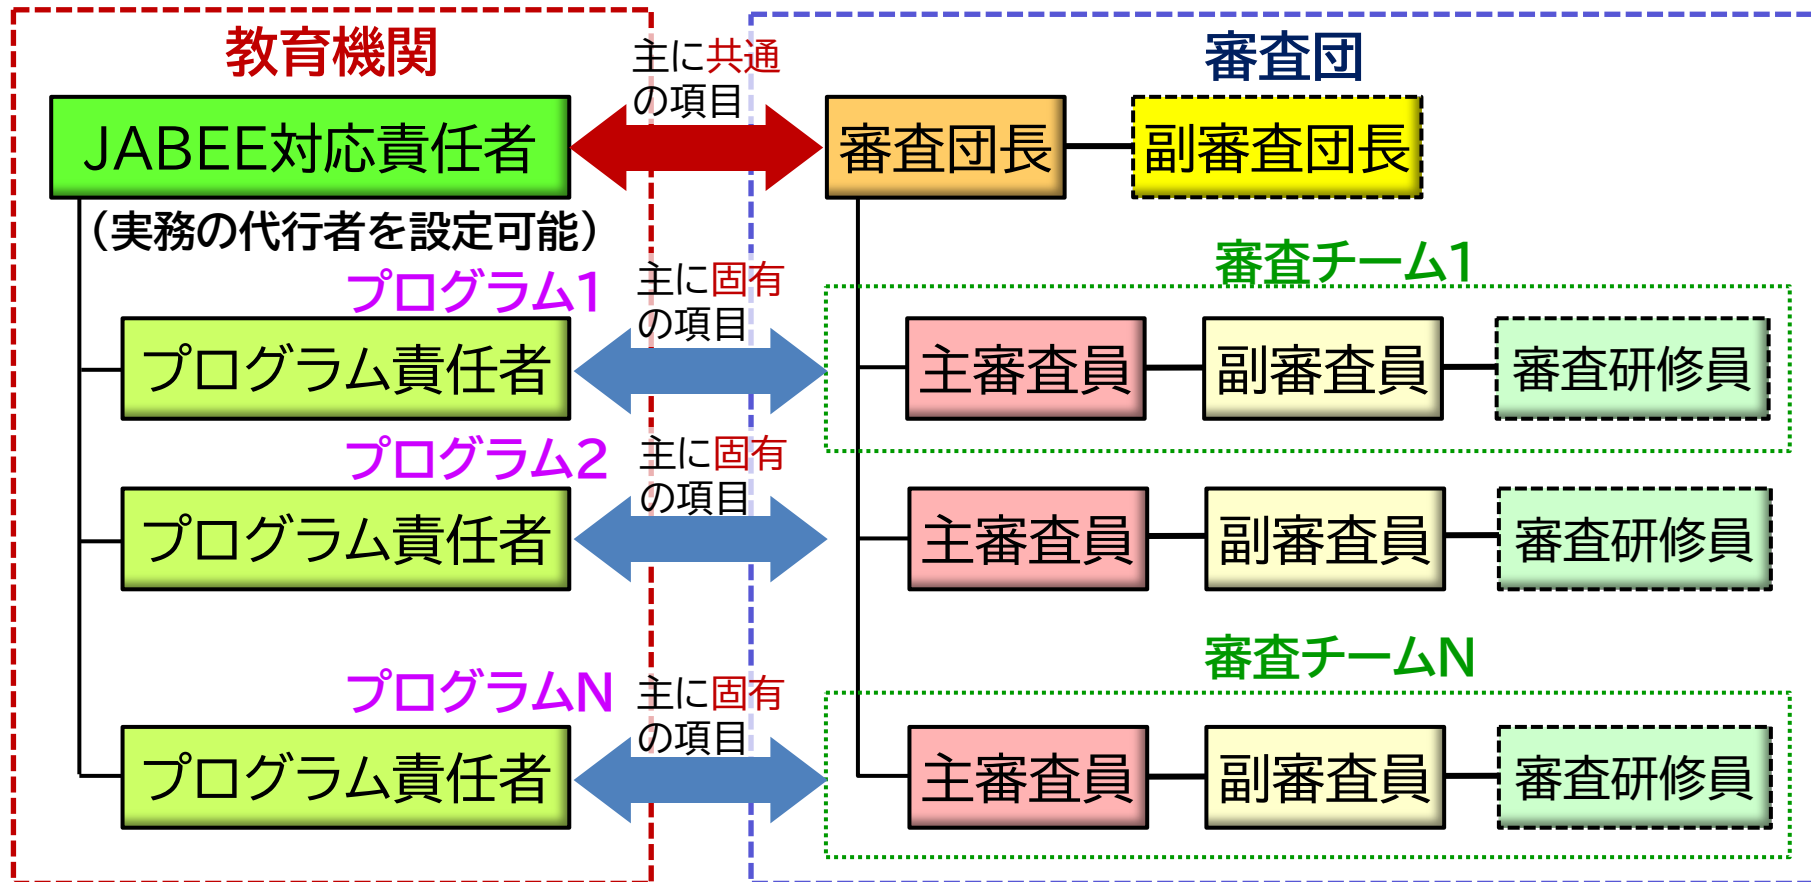 教育機関
主に共通
の項目
審査団
JABEE対応責任者
審査団長
副審査団長
（実務の代行者を設定可能）
審査チーム1
プログラム1
主に固有
の項目
プログラム責任者
主審査員
副審査員
審査研修員
プログラム2
主に固有
の項目
プログラム責任者
主審査員
副審査員
審査研修員
審査チームN
プログラムN
主に固有
の項目
プログラム責任者
主審査員
副審査員
審査研修員